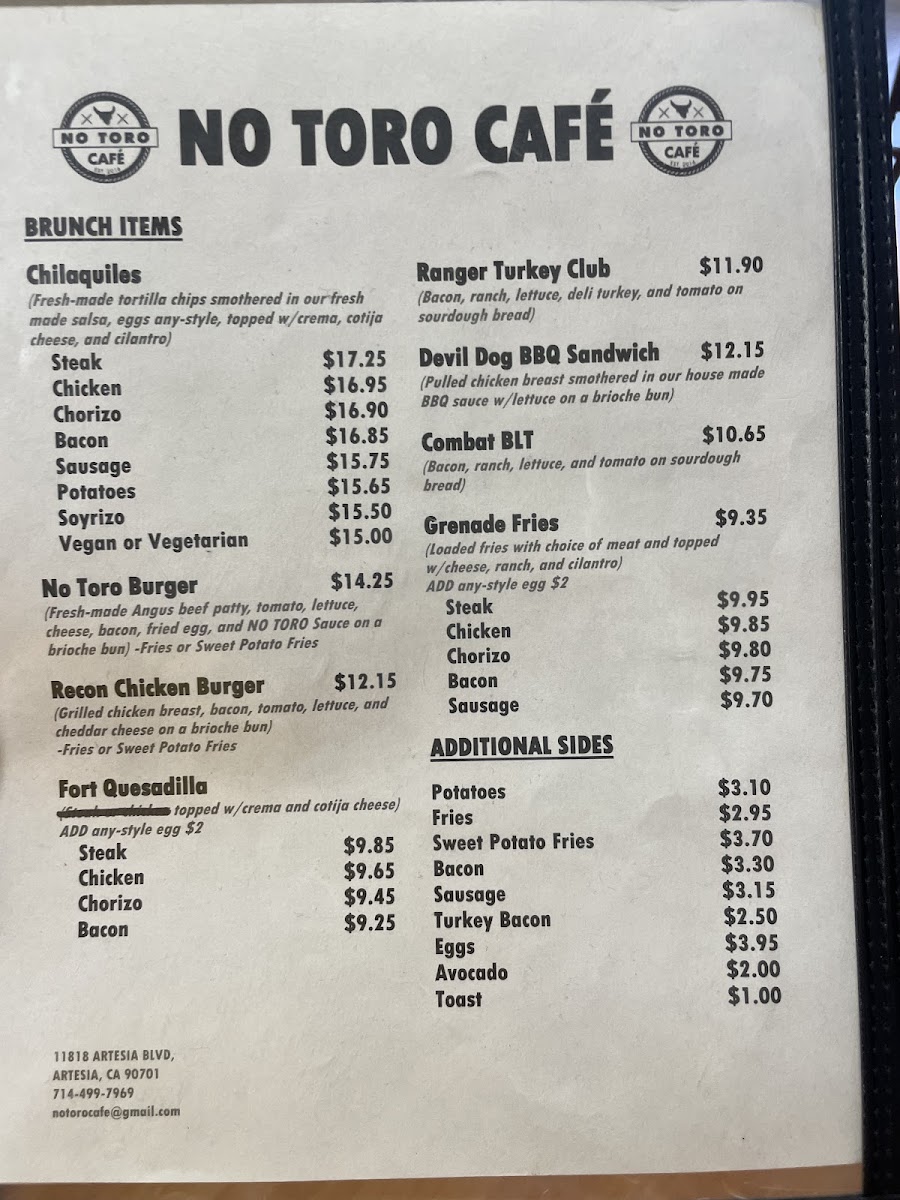 NO TORO
CAFÉ
NO TORO CAFÉ
NO TORO
CAFÉ
BRUNCH ITEMS
Chilaquiles
(Fresh-made tortilla chips smothered in our fresh
made salsa, eggs any-style, topped w/crema, cotija
cheese, and cilantro)
Steak $17.25
Chicken $16.95
Chorizo $16.90
Bacon $16.85
Sausage $15.75
Potatoes $15.65
Soyrizo $15.50
Vegan or Vegetarian $15.00
No Toro Burger $14.25
(Fresh-made Angus beef patty, tomato, lettuce,
cheese, bacon, fried egg, and NO TORO Sauce on a
brioche bun) -Fries or Sweet Potato Fries
Recon Chicken Burger $12.15
(Grilled chicken breast, bacon, tomato, lettuce, and
cheddar cheese on a brioche bun)
-Fries or Sweet Potato Fries
Fort Quesadilla
topped w/crema and cotija cheese)
ADD any-style egg $2
Steak $9.85
Chicken $9.65
Chorizo $9.45
Bacon $9.25
Ranger Turkey Club $11.90
(Bacon, ranch, lettuce, deli turkey, and tomato on
sourdough bread)
Devil Dog BBQ Sandwich $12.15
(Pulled chicken breast smothered in our house made
BBQ sauce w/lettuce on a brioche bun)
Combat BLT $10.65
(Bacon, ranch, lettuce, and tomato on sourdough
bread)
Grenade Fries $9.35
(Loaded fries with choice of meat and topped
w/cheese, ranch, and cilantro)
ADD any-style egg $2
Steak $9.95
Chicken $9.85
Chorizo $9.80
Bacon $9.75
Sausage $9.70
ADDITIONAL SIDES
Potatoes $3.10
Fries $2.95
Sweet Potato Fries $3.70
Bacon $3.30
Sausage $3.15
Turkey Bacon $2.50
Eggs $3.95
Avocado $2.00
Toast $1.00
11818 ARTESIA BLVD,
ARTESIA, CA 90701
714-499-7969
notorocafe@gmail.com